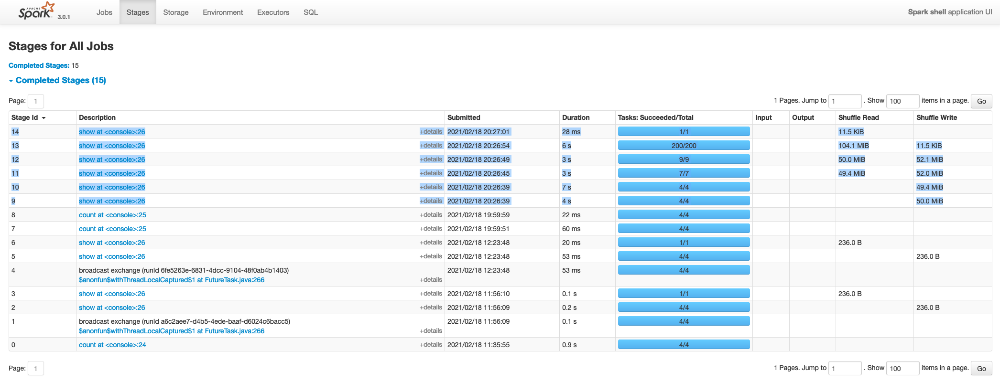 APACHE Spark 3.0.1 Jobs Stages Storage Environment Executors SQL Spark shell application UI
Stages for All Jobs
Completed Stages: 15
Completed Stages (15)
Page: 1 1 Pages. Jump to 1 . Show 100 items in a page. Go
Stage Id Description Submitted Duration Tasks: Succeeded/Total Input Output Shuffle Read Shuffle Write
14 show at <console>:26 +details 2021/02/18 20:27:01 28 ms 1/1 11.5 KiB
13 show at <console>:26 +details 2021/02/18 20:26:54 6 s 200/200 104.1 MiB 11.5 KiB
12 show at <console>:26 +details 2021/02/18 20:26:49 3 s 9/9 50.0 MiB 52.1 MiB
11 show at <console>:26 +details 2021/02/18 20:26:45 3 s 7/7 49.4 MiB 52.0 MiB
10 show at <console>:26 +details 2021/02/18 20:26:39 7 s 4/4 49.4 MiB
9 show at <console>:26 +details 2021/02/18 20:26:39 4 s 4/4 50.0 MiB
8 count at <console>:25 +details 2021/02/18 19:59:59 22 ms 4/4
7 count at <console>:25 +details 2021/02/18 19:59:51 60 ms 4/4
6 show at <console>:26 +details 2021/02/18 12:23:48 20 ms 1/1 236.0 B
5 show at <console>:26 +details 2021/02/18 12:23:48 53 ms 4/4 236.0 B
4 broadcast exchange (runId 6fe5263e-6831-4dcc-9104-48f0ab4b1403) 2021/02/18 12:23:48 53 ms 4/4
$anonfun$withThreadLocalCaptured$1 at FutureTask.java:266 +details
3 show at <console>:26 +details 2021/02/18 11:56:10 0.1 s 1/1 236.0 B
2 show at <console>:26 +details 2021/02/18 11:56:09 0.2 s 4/4 236.0 B
1 broadcast exchange (runId a6c2aee7-d4b5-4ede-baaf-d6024c6bacc5) 2021/02/18 11:56:09 0.1 s 4/4
$anonfun$withThreadLocalCaptured$1 at FutureTask.java:266 +details
0 count at <console>:24 +details 2021/02/18 11:35:55 0.9 s 4/4
Page: 1 1 Pages. Jump to 1 . Show 100 items in a page. Go